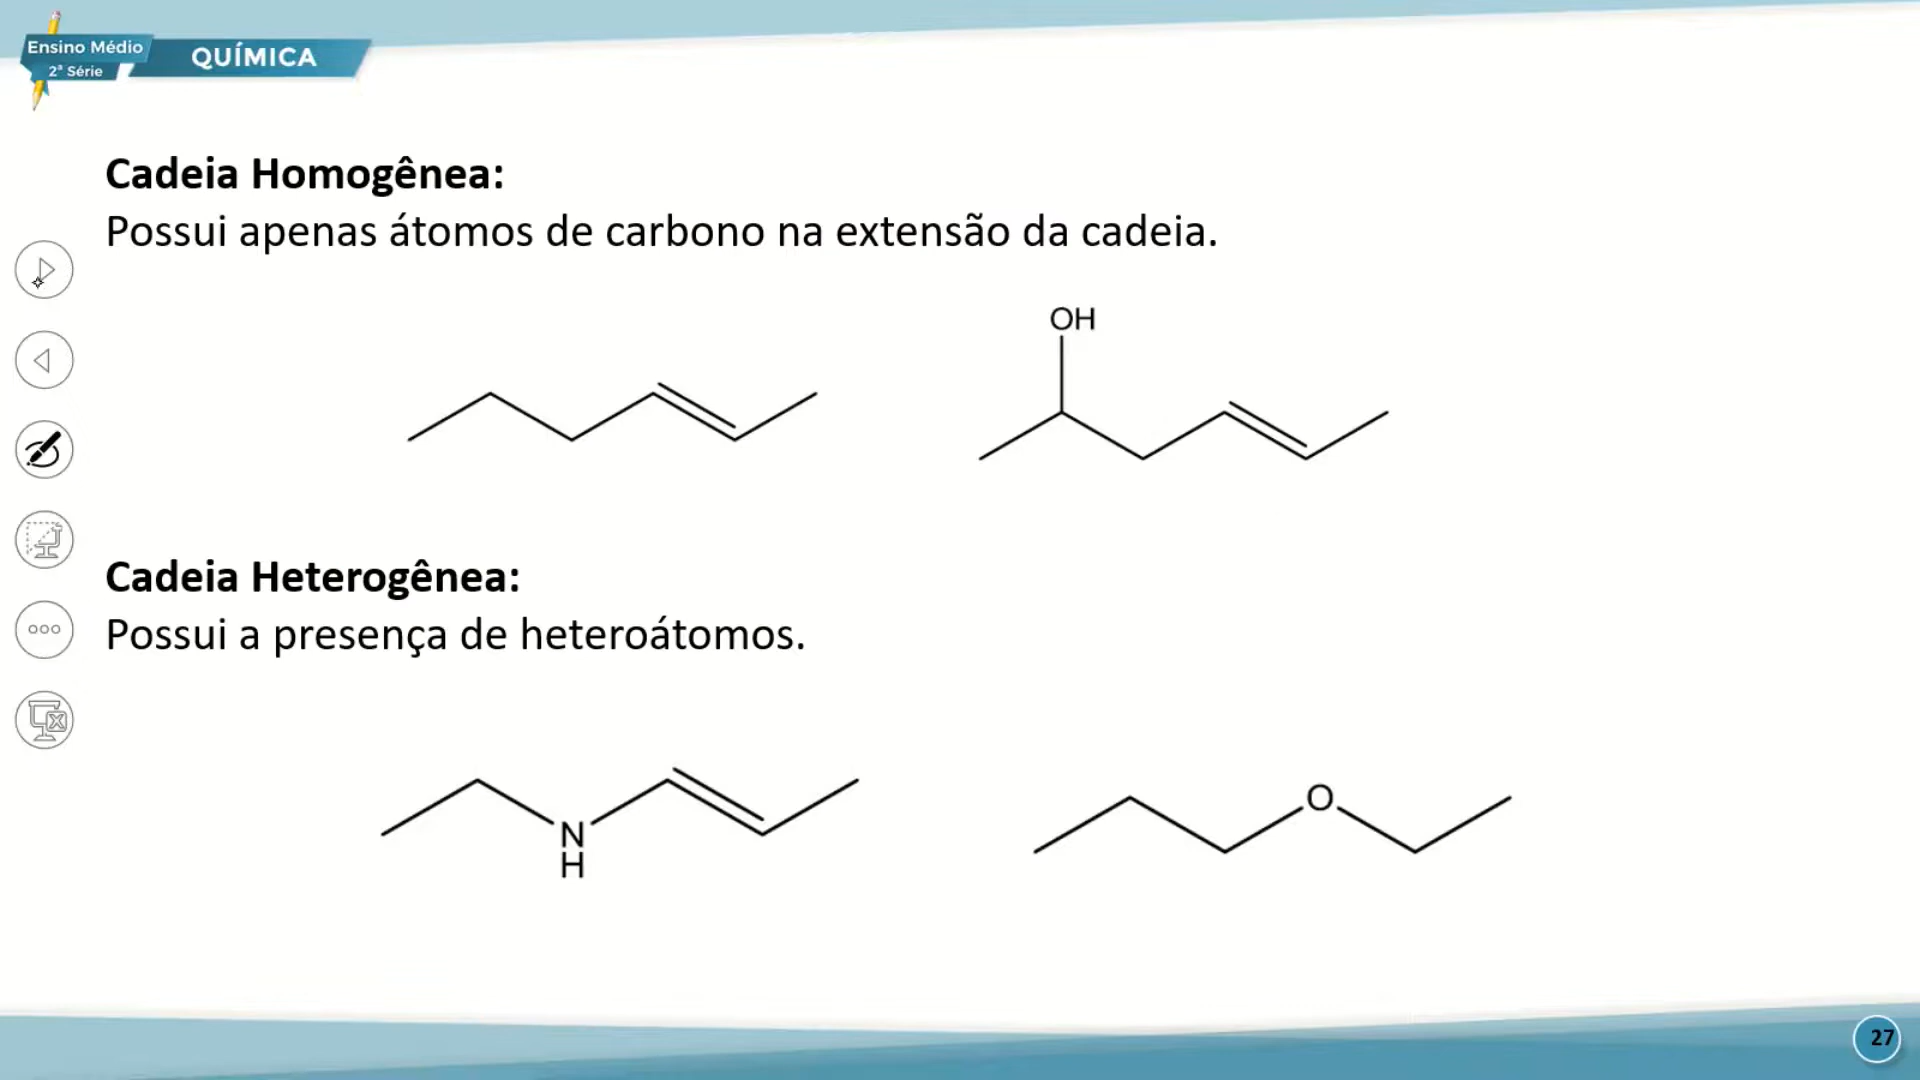 Ensino Médio
2ª Série
QUÍMICA
Cadeia Homogênea:
Possui apenas átomos de carbono na extensão da cadeia.
OH
Cadeia Heterogênea:
Possui a presença de heteroátomos.
N
H
O
27